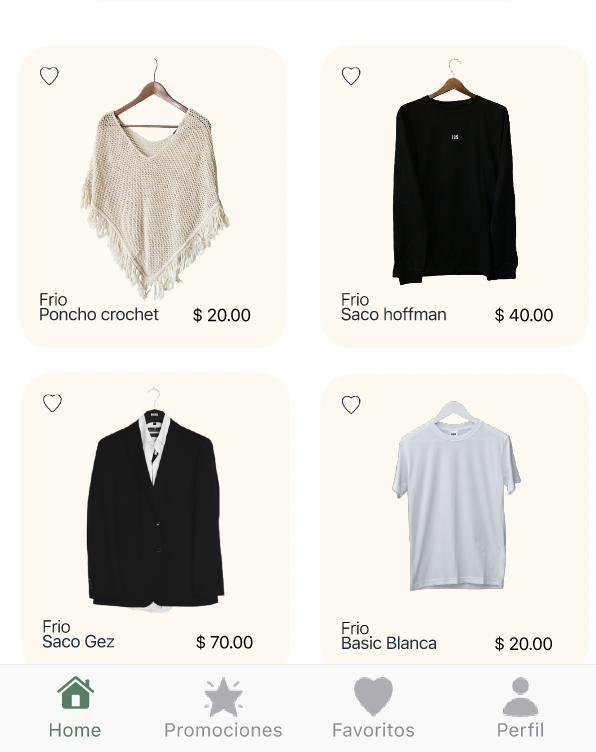 Frio
Poncho crochet $ 20.00
Frio
Saco hoffman $ 40.00
Frio
Saco Gez $ 70.00
Frio
Basic Blanca $ 20.00
Home Promociones Favoritos Perfil